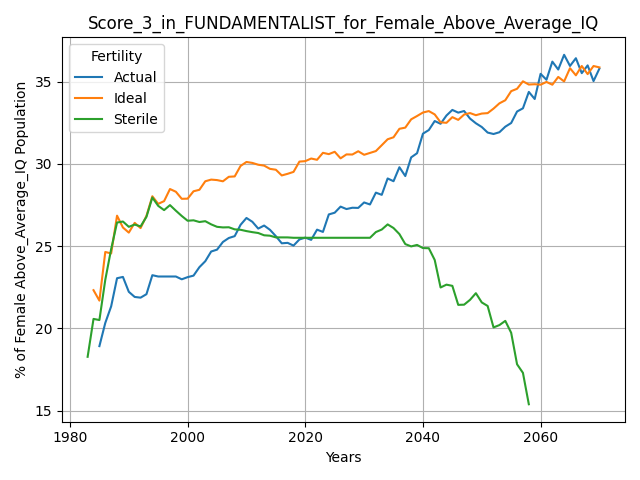 Score_3_in_FUNDAMENTALIST_for_Female_Above_Average_IQ
Fertility
Actual
Ideal
Sterile
% of Female Above_Average_IQ Population
35
30
25
20
15
1980
2000
2020
2040
2060
Years